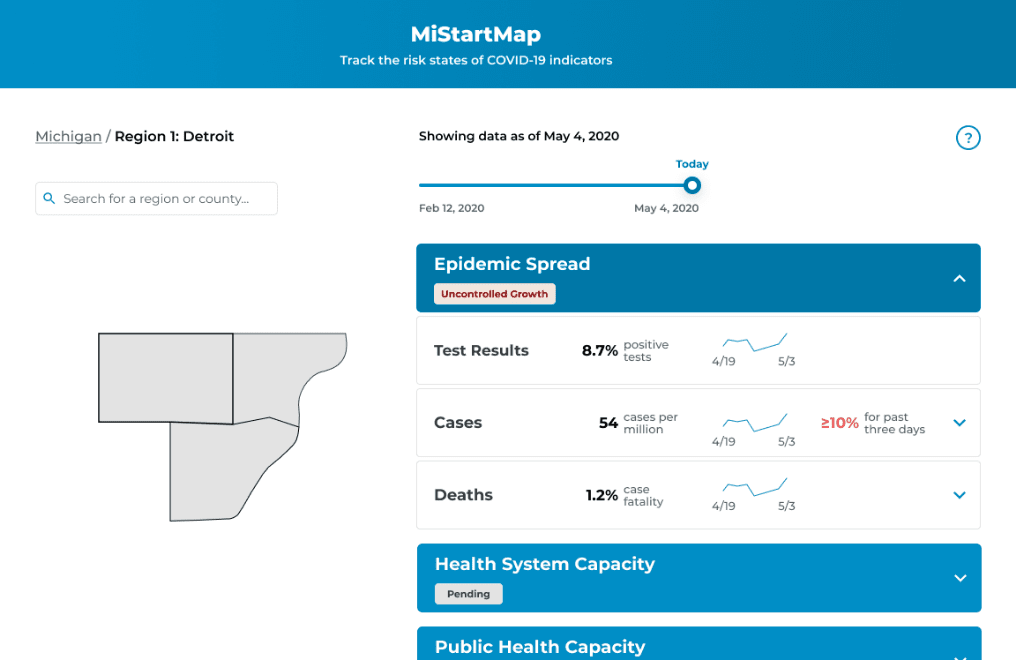 MiStartMap
Track the risk states of COVID-19 indicators
Michigan / Region 1: Detroit
Search for a region or county...
Showing data as of May 4, 2020
?
Today
Feb 12, 2020
May 4, 2020
Epidemic Spread
Uncontrolled Growth
Test Results
8.7%
positive
tests
4/19
5/3
Cases
54
cases per
million
4/19
5/3
≥10%
for past
three days
Deaths
1.2%
case
fatality
4/19
5/3
Health System Capacity
Pending
Public Health Capacity